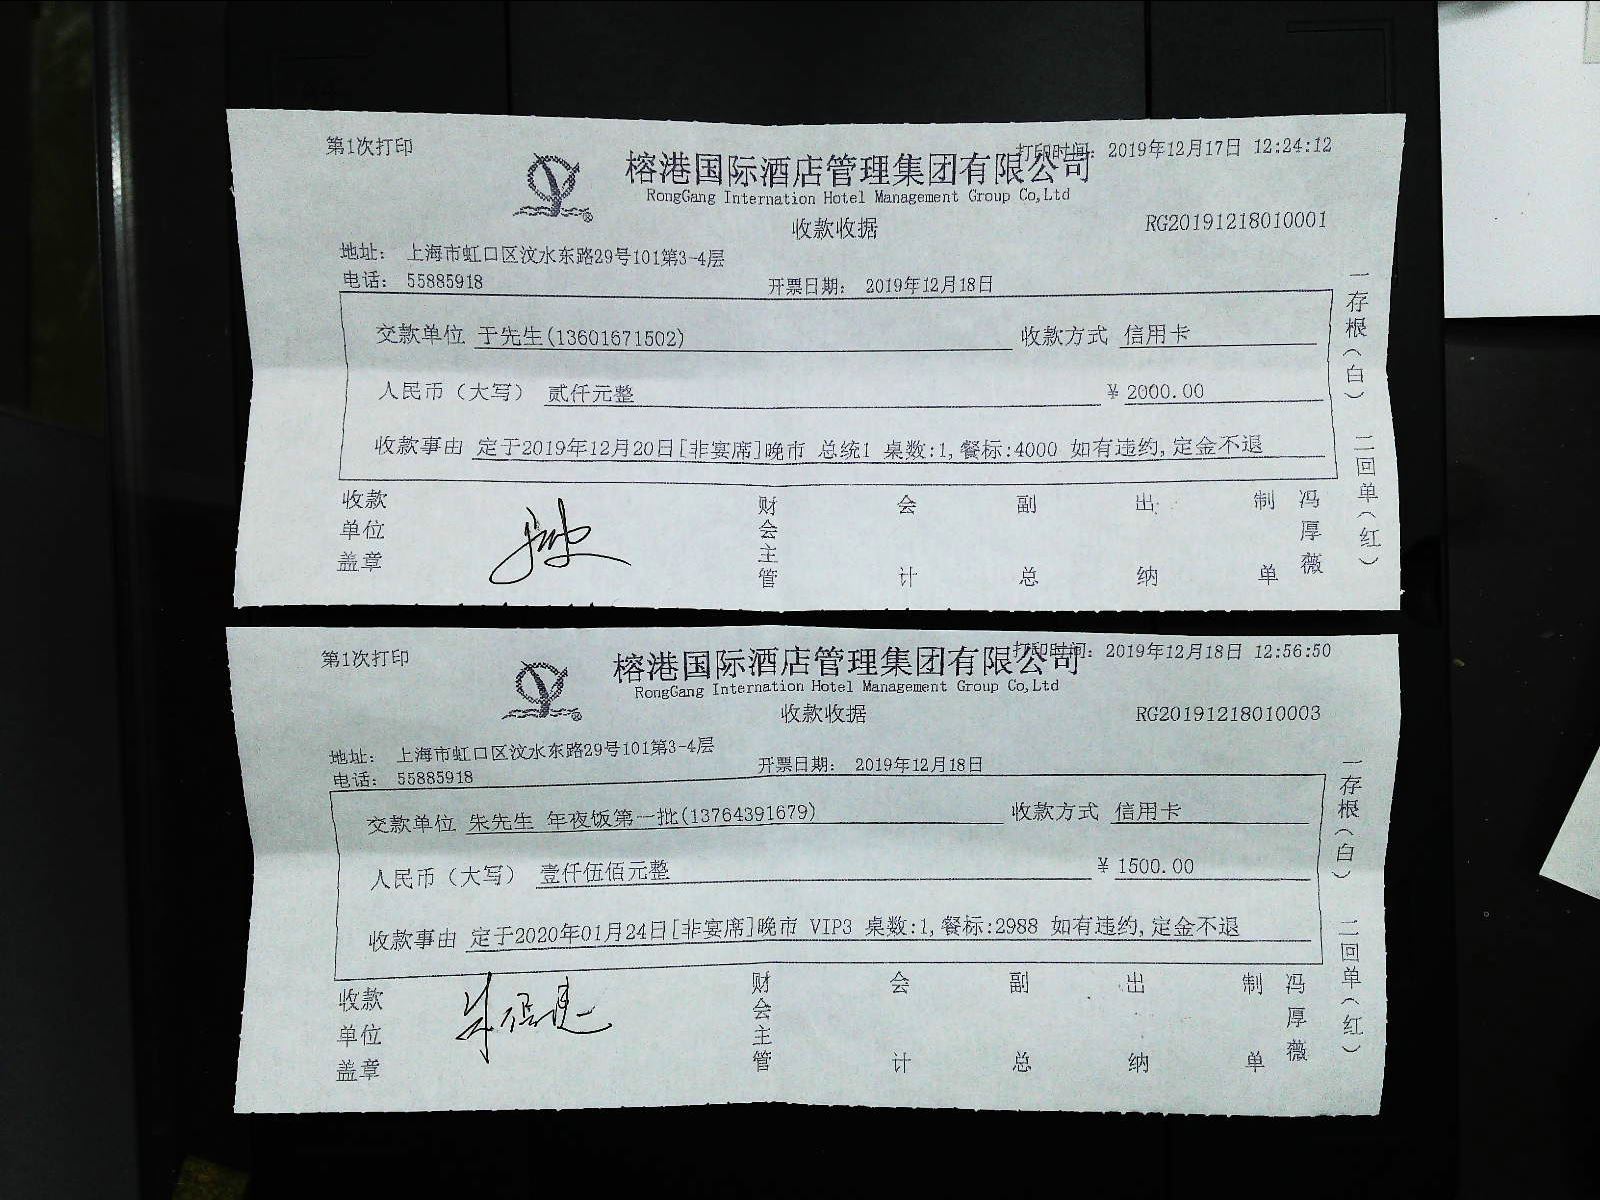 第1次打印
打印时间: 2019年12月17日 12:24:12
榕港国际酒店管理集团有限公司
RongGang Internation Hotel Management Group Co,Ltd
收款收据
RG20191218010001
地址: 上海市虹口区汶水东路29号101第3-4层
电话: 55885918
开票日期: 2019年12月18日
交款单位 于先生(13601671502) 收款方式 信用卡
人民币（大写） 贰仟元整 ¥ 2000.00
收款事由 定于2019年12月20日[非宴席]晚市 总统1 桌数:1,餐标:4000 如有违约,定金不退
收款单位盖章 财会主管 会计 副总 出纳 制单 冯厚薇
一存根(白) 二回单(红)
第1次打印
打印时间: 2019年12月18日 12:56:50
榕港国际酒店管理集团有限公司
RongGang Internation Hotel Management Group Co,Ltd
收款收据
RG20191218010003
地址: 上海市虹口区汶水东路29号101第3-4层
电话: 55885918
开票日期: 2019年12月18日
交款单位 朱先生 年夜饭第一批(13764391679) 收款方式 信用卡
人民币（大写） 壹仟伍佰元整 ¥ 1500.00
收款事由 定于2020年01月24日[非宴席]晚市 VIP3 桌数:1,餐标:2988 如有违约,定金不退
收款单位盖章 财会主管 会计 副总 出纳 制单 冯厚薇
一存根(白) 二回单(红)